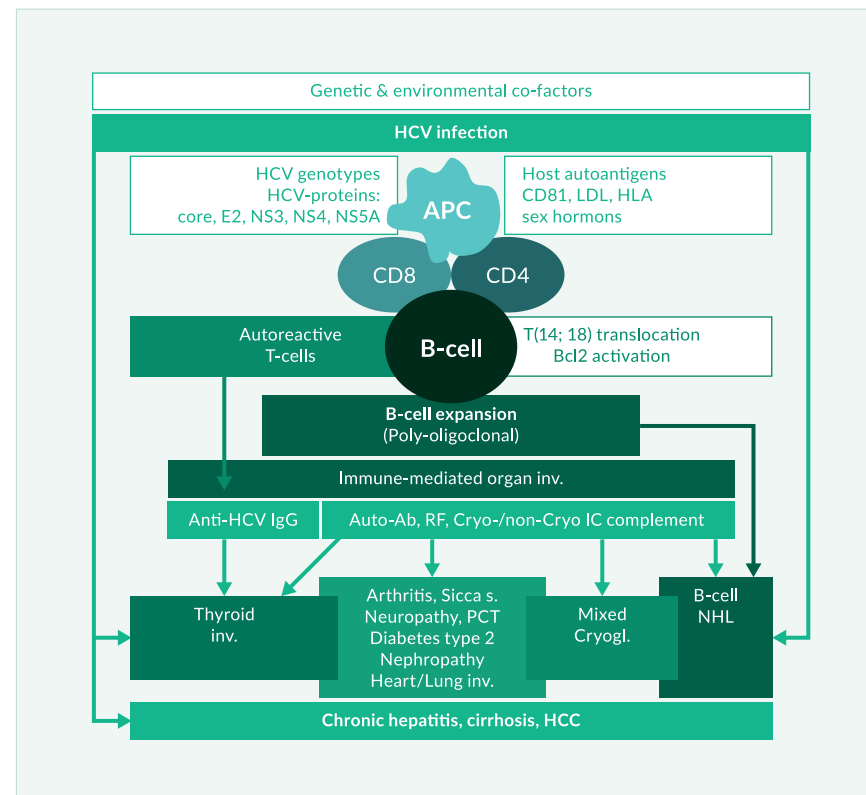 Genetic & environmental co-factors
HCV infection
HCV genotypes
HCV-proteins:
core, E2, NS3, NS4, NS5A
APC
Host autoantigens
CD81, LDL, HLA
sex hormons
CD8
CD4
Autoreactive
T-cells
B-cell
T(14; 18) translocation
Bcl2 activation
B-cell expansion
(Poly-oligoclonal)
Immune-mediated organ inv.
Anti-HCV IgG
Auto-Ab, RF, Cryo-/non-Cryo IC complement
Thyroid
inv.
Arthritis, Sicca s.
Neuropathy, PCT
Diabetes type 2
Nephropathy
Heart/Lung inv.
Mixed
Cryogl.
B-cell
NHL
Chronic hepatitis, cirrhosis, HCC